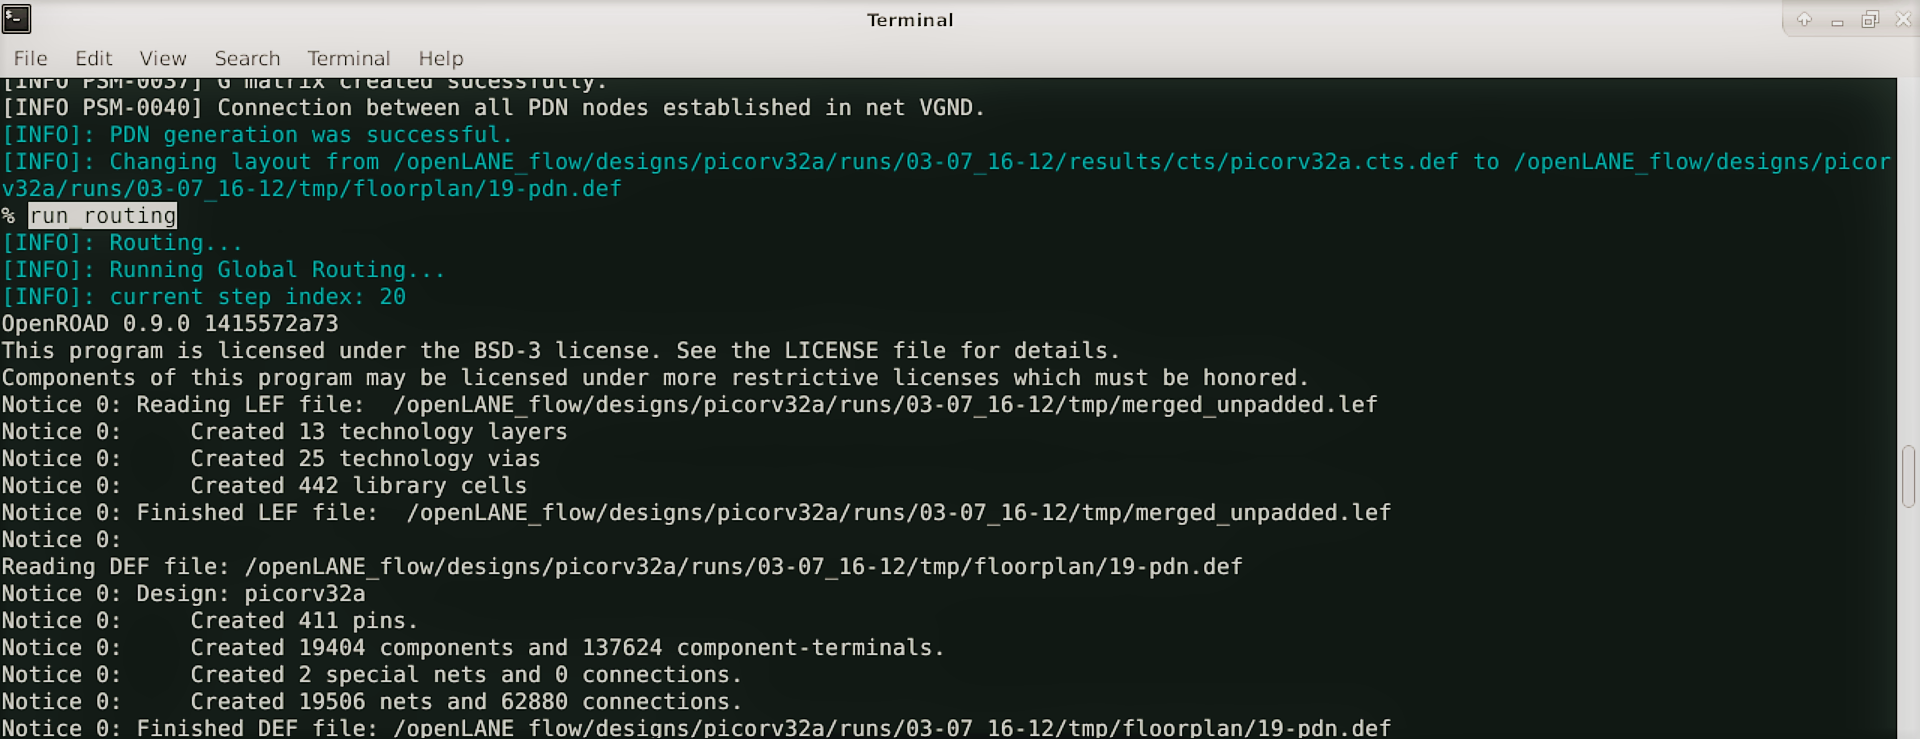 Terminal
File Edit View Search Terminal Help
[INFO PSM-0037] G matrix created sucessfully.
[INFO PSM-0040] Connection between all PDN nodes established in net VGND.
[INFO]: PDN generation was successful.
[INFO]: Changing layout from /openLANE_flow/designs/picorv32a/runs/03-07_16-12/results/cts/picorv32a.cts.def to /openLANE_flow/designs/picor
v32a/runs/03-07_16-12/tmp/floorplan/19-pdn.def
% run_routing
[INFO]: Routing...
[INFO]: Running Global Routing...
[INFO]: current step index: 20
OpenROAD 0.9.0 1415572a73
This program is licensed under the BSD-3 license. See the LICENSE file for details.
Components of this program may be licensed under more restrictive licenses which must be honored.
Notice 0: Reading LEF file:  /openLANE_flow/designs/picorv32a/runs/03-07_16-12/tmp/merged_unpadded.lef
Notice 0:     Created 13 technology layers
Notice 0:     Created 25 technology vias
Notice 0:     Created 442 library cells
Notice 0: Finished LEF file:  /openLANE_flow/designs/picorv32a/runs/03-07_16-12/tmp/merged_unpadded.lef
Notice 0:
Reading DEF file: /openLANE_flow/designs/picorv32a/runs/03-07_16-12/tmp/floorplan/19-pdn.def
Notice 0: Design: picorv32a
Notice 0:     Created 411 pins.
Notice 0:     Created 19404 components and 137624 component-terminals.
Notice 0:     Created 2 special nets and 0 connections.
Notice 0:     Created 19506 nets and 62880 connections.
Notice 0: Finished DEF file: /openLANE_flow/designs/picorv32a/runs/03-07_16-12/tmp/floorplan/19-pdn.def